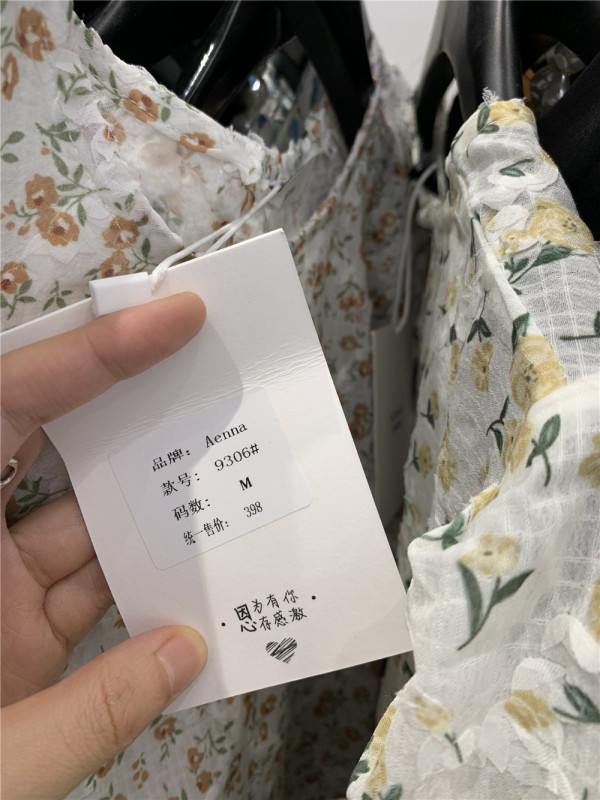 品牌： Aenna
款号： 9306#
码数： M
统一售价： 398
因为有你
心存感激